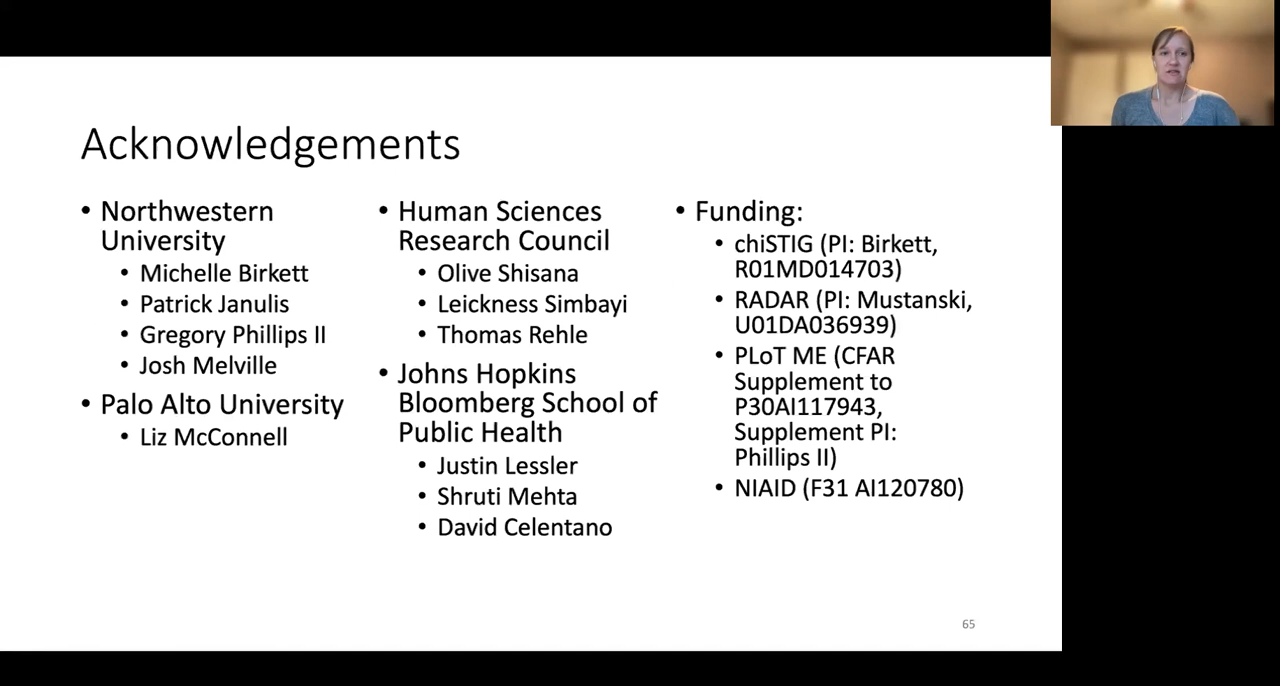 Acknowledgements
• Northwestern
University
• Michelle Birkett
• Patrick Janulis
• Gregory Phillips II
• Josh Melville
• Palo Alto University
• Liz McConnell
• Human Sciences
Research Council
• Olive Shisana
• Leickness Simbayi
• Thomas Rehle
• Johns Hopkins
Bloomberg School of
Public Health
• Justin Lessler
• Shruti Mehta
• David Celentano
• Funding:
• chiSTIG (PI: Birkett,
R01MD014703)
• RADAR (PI: Mustanski,
U01DA036939)
• PLoT ME (CFAR
Supplement to
P30AI117943,
Supplement PI:
Phillips II)
• NIAID (F31 AI120780)
65